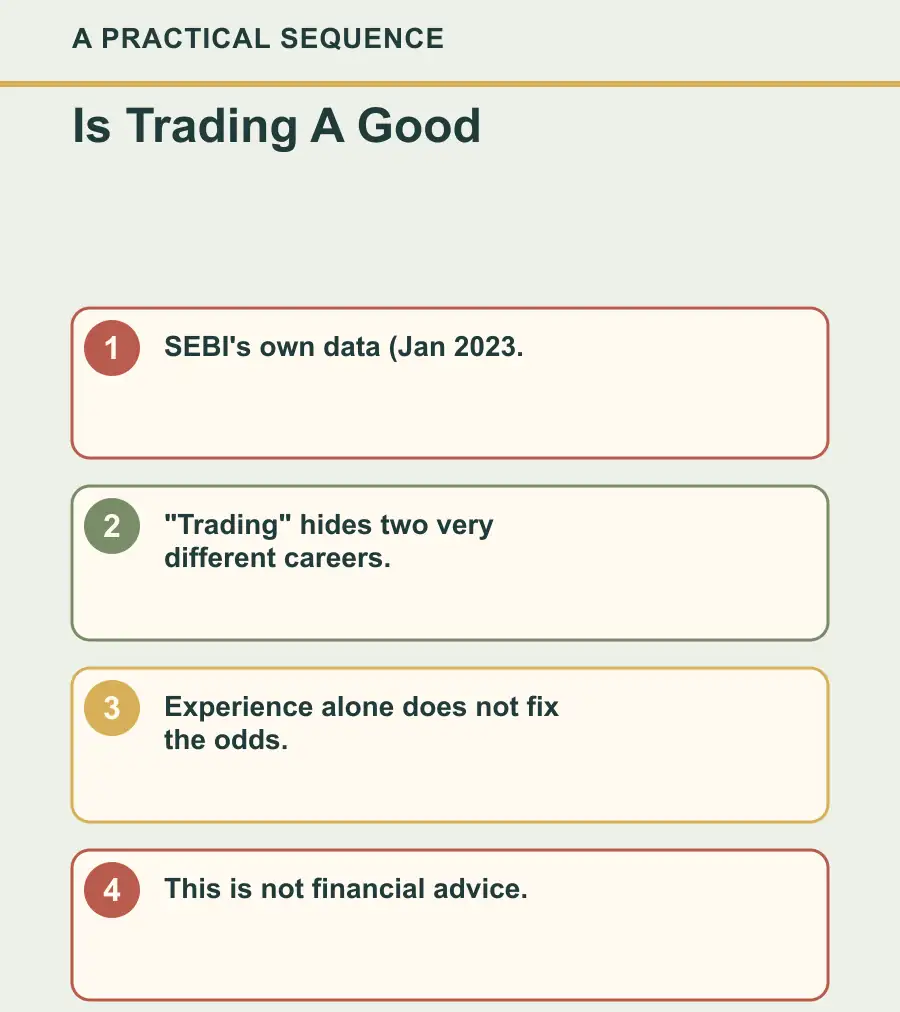 A PRACTICAL SEQUENCE
Is Trading A Good
1
SEBI's own data (Jan 2023.
2
"Trading" hides two very
different careers.
3
Experience alone does not fix
the odds.
4
This is not financial advice.